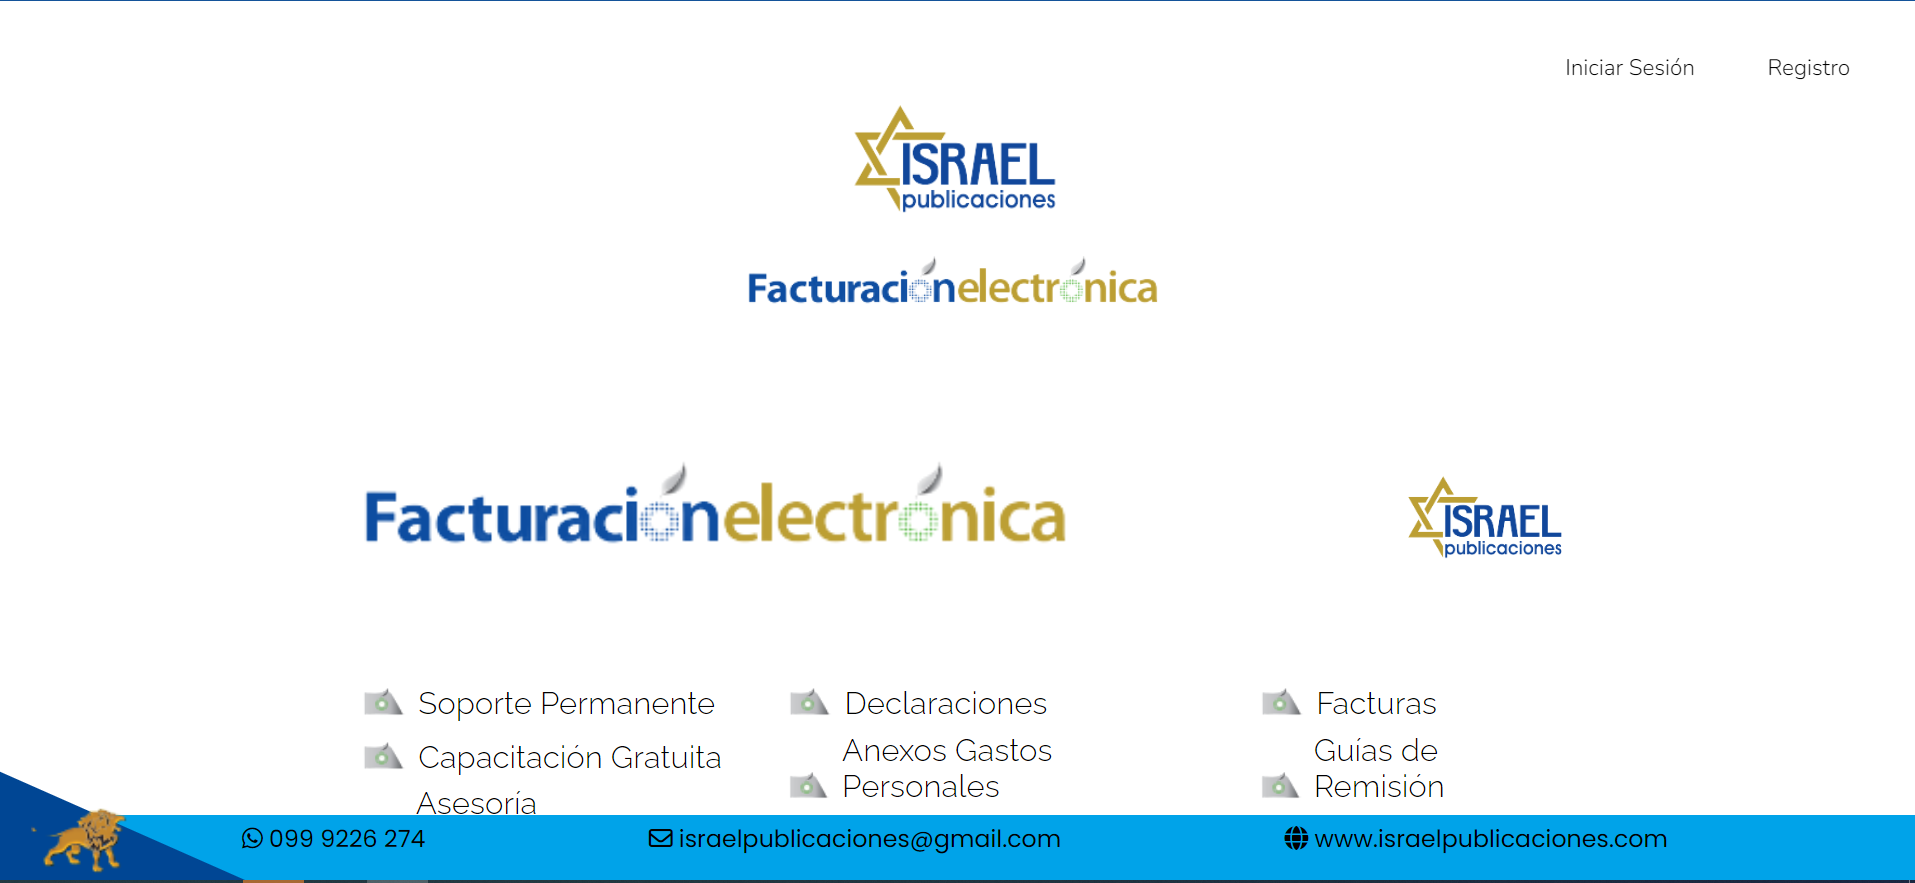 Iniciar Sesión
Registro
ISRAEL
publicaciones
Facturaciónelectrónica
Facturaciónelectrónica
ISRAEL
publicaciones
Soporte Permanente
Declaraciones
Facturas
Capacitación Gratuita
Anexos Gastos
Personales
Guías de
Remisión
Asesoría
099 9226 274
israelpublicaciones@gmail.com
www.israelpublicaciones.com